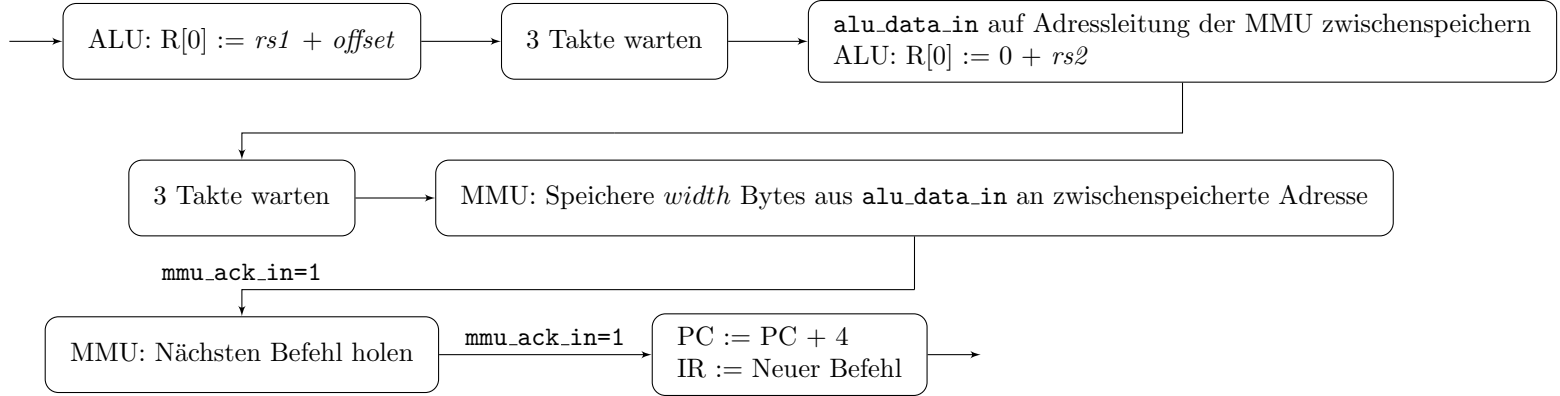 ALU: R[0] := rs1 + offset
3 Takte warten
alu_data_in auf Adressleitung der MMU zwischenspeichern
ALU: R[0] := 0 + rs2
3 Takte warten
MMU: Speichere width Bytes aus alu_data_in an zwischenspeicherte Adresse
mmu_ack_in=1
MMU: Nächsten Befehl holen
mmu_ack_in=1
PC := PC + 4
IR := Neuer Befehl